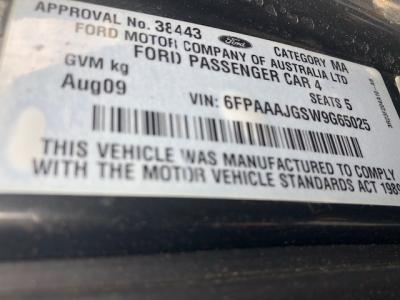 APPROVAL No. 38443 Ford CATEGORY MA
FORD MOTOR COMPANY OF AUSTRALIA LTD
FORD PASSENGER CAR 4
GVM kg SEATS 5
Aug09
VIN: 6FPAAAJGSW9G65025
THIS VEHICLE WAS MANUFACTURED TO COMPLY
WITH THE MOTOR VEHICLE STANDARDS ACT 1989